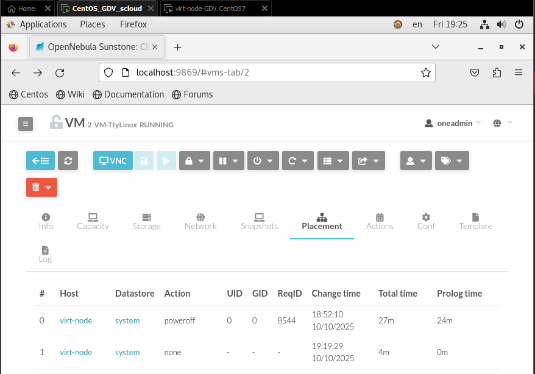 Home
CentOS_GDV_scloud
virt-node-GDV.CentOS7
Applications Places Firefox
en Fri 19:25
OpenNebula Sunstone: Cl
localhost:9869/#vms-tab/2
Centos Wiki Documentation Forums
VM 2 VM-TtyLinux RUNNING
oneadmin
VNC
Info Capacity Storage Network Snapshots Placement Actions Conf Template
Log
# Host Datastore Action UID GID ReqID Change time Total time Prolog time
0 virt-node system poweroff 0 0 8544 18:52:10 10/10/2025 27m 24m
1 virt-node system none - - - 19:19:29 10/10/2025 4m 0m